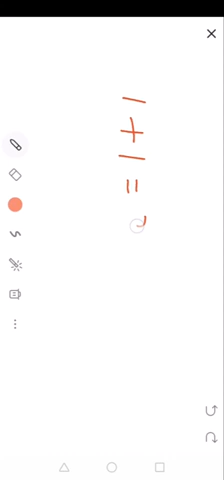 1 + 1 =